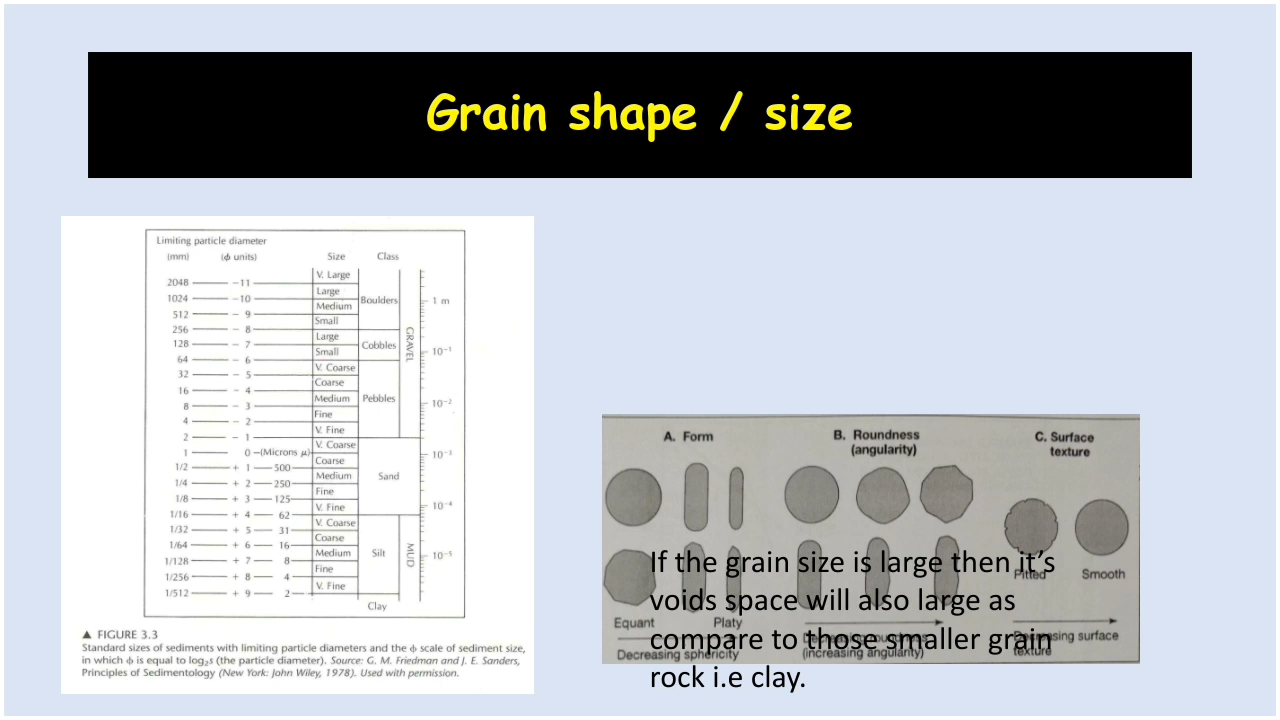 Grain shape / size
Limiting particle diameter
(mm) (ϕ units) Size Class
V. Large
2048 −11
Large
1024 −10
Boulders 1 m
Medium
512 − 9
Small
256 − 8
Large
128 − 7
Cobbles GRAVEL
Small 10⁻¹
64 − 6
V. Coarse
32 − 5
Coarse
16 − 4
Medium Pebbles
8 − 3 10⁻²
Fine
4 − 2
V. Fine
2 − 1
V. Coarse
1 0 (Microns μ) 10⁻³
Coarse
1/2 + 1 500
Medium Sand
1/4 + 2 250
Fine
1/8 + 3 125
V. Fine 10⁻⁴
1/16 + 4 62
V. Coarse
1/32 + 5 31
Coarse
1/64 + 6 16
Medium Silt MUD 10⁻⁵
1/128 + 7 8
Fine
1/256 + 8 4
V. Fine
1/512 + 9 2
Clay
▲ FIGURE 3.3
Standard sizes of sediments with limiting particle diameters and the ϕ scale of sediment size,
in which ϕ is equal to log₂s (the particle diameter). Source: G. M. Friedman and J. E. Sanders,
Principles of Sedimentology (New York: John Wiley, 1978). Used with permission.
A. Form
B. Roundness
(angularity)
C. Surface
texture
Pitted Smooth
Equant Platy
Decreasing sphericity
Decreasing roundness
(increasing angularity)
Decreasing surface
texture
If the grain size is large then it’s
voids space will also large as
compare to those smaller grain
rock i.e clay.